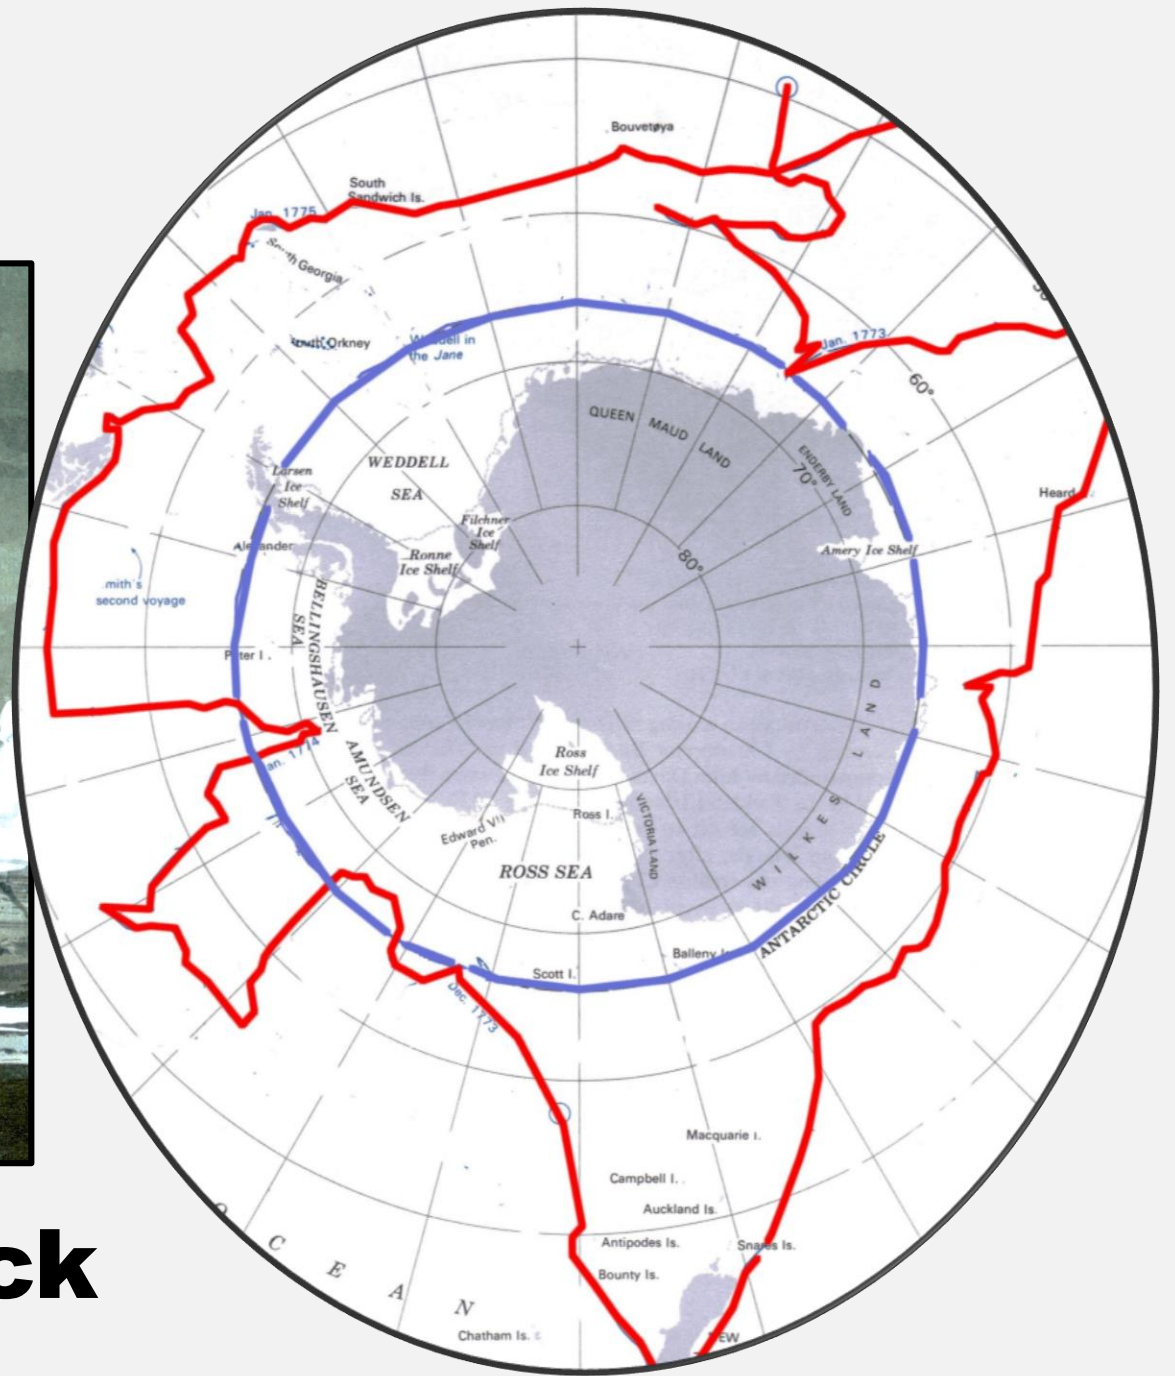 Bouvetøya
South
Sandwich Is.
Jan. 1775
South Georgia
South Orkney
Weddell in
the Jane
Jan. 1773
60°
QUEEN MAUD LAND
ENDERBY LAND
70°
WEDDELL
SEA
Larsen
Ice
Shelf
Filchner
Ice
Shelf
Heard
Alexander
Ronne
Ice Shelf
80°
Amery Ice Shelf
mith's
second voyage
BELLINGSHAUSEN
SEA
Peter I.
WILKES LAND
an. 1774
AMUNDSEN
SEA
Ross
Ice Shelf
Edward VII
Pen.
Ross I.
VICTORIA LAND
ROSS SEA
C. Adare
ANTARCTIC CIRCLE
Balleny Is
Scott I.
Dec. 1773
Macquarie I.
Campbell I.
Auckland Is.
Antipodes Is.
Snares Is.
Bounty Is.
OCEAN
Chatham Is.
EW
ck